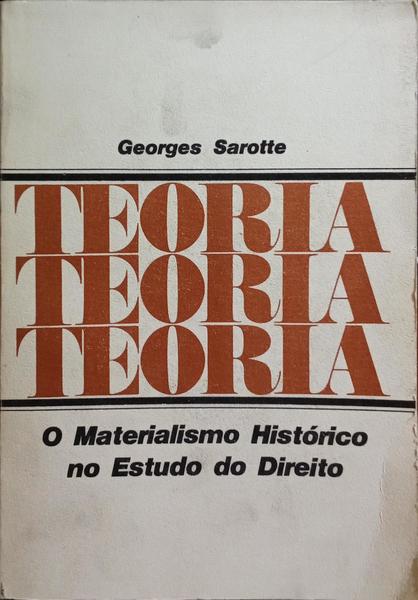 Georges Sarotte
TEORIA
TEORIA
TEORIA
O Materialismo Histórico
no Estudo do Direito